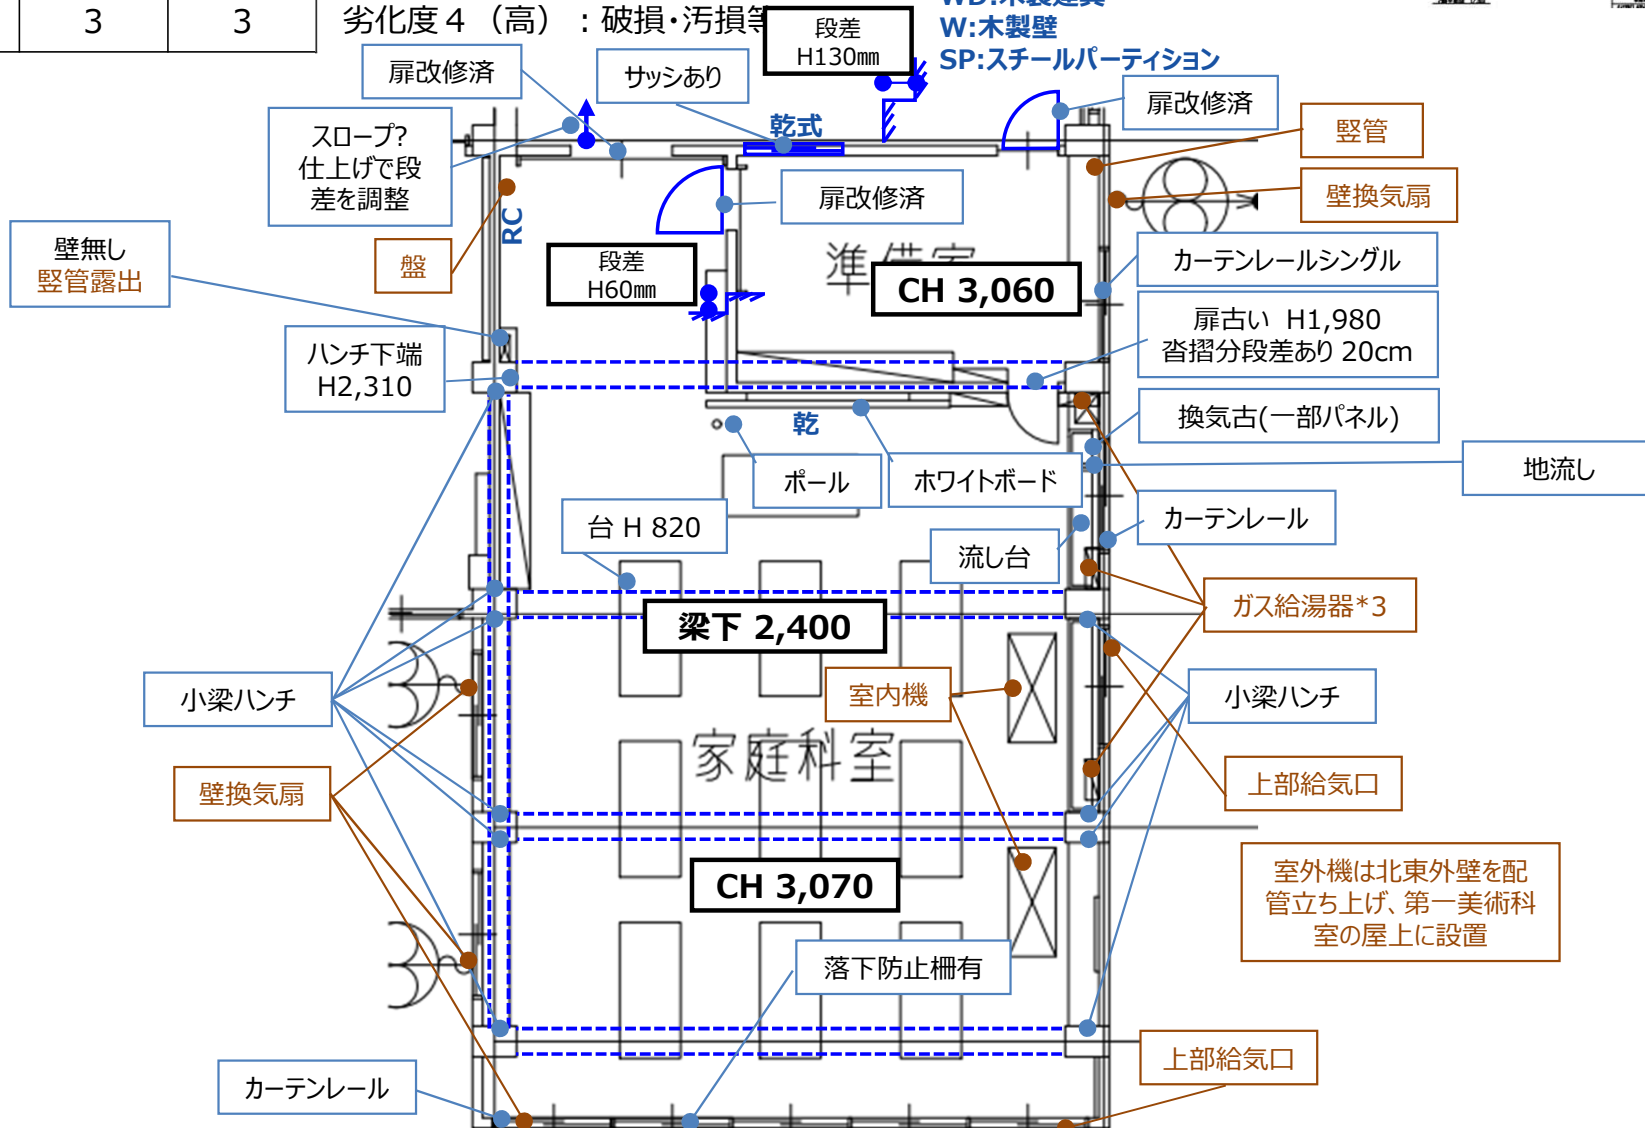 3
3
劣化度４（高）：破損・汚損等
W:木製壁
SP:スチールパーティション
段差
H130㎜
扉改修済
サッシあり
扉改修済
スロープ?
仕上げで段
差を調整
乾式
竪管
壁換気扇
扉改修済
RC
壁無し
竪管露出
盤
段差
H60㎜
準備室
CH 3,060
カーテンレールシングル
扉古い H1,980
沓摺分段差あり 20cm
ハンチ下端
H2,310
換気古(一部パネル)
乾
ポール
ホワイトボード
地流し
台 H 820
流し台
カーテンレール
ガス給湯器*3
梁下 2,400
小梁ハンチ
室内機
小梁ハンチ
家庭科室
壁換気扇
上部給気口
CH 3,070
室外機は北東外壁を配
管立ち上げ、第一美術科
室の屋上に設置
落下防止柵有
上部給気口
カーテンレール